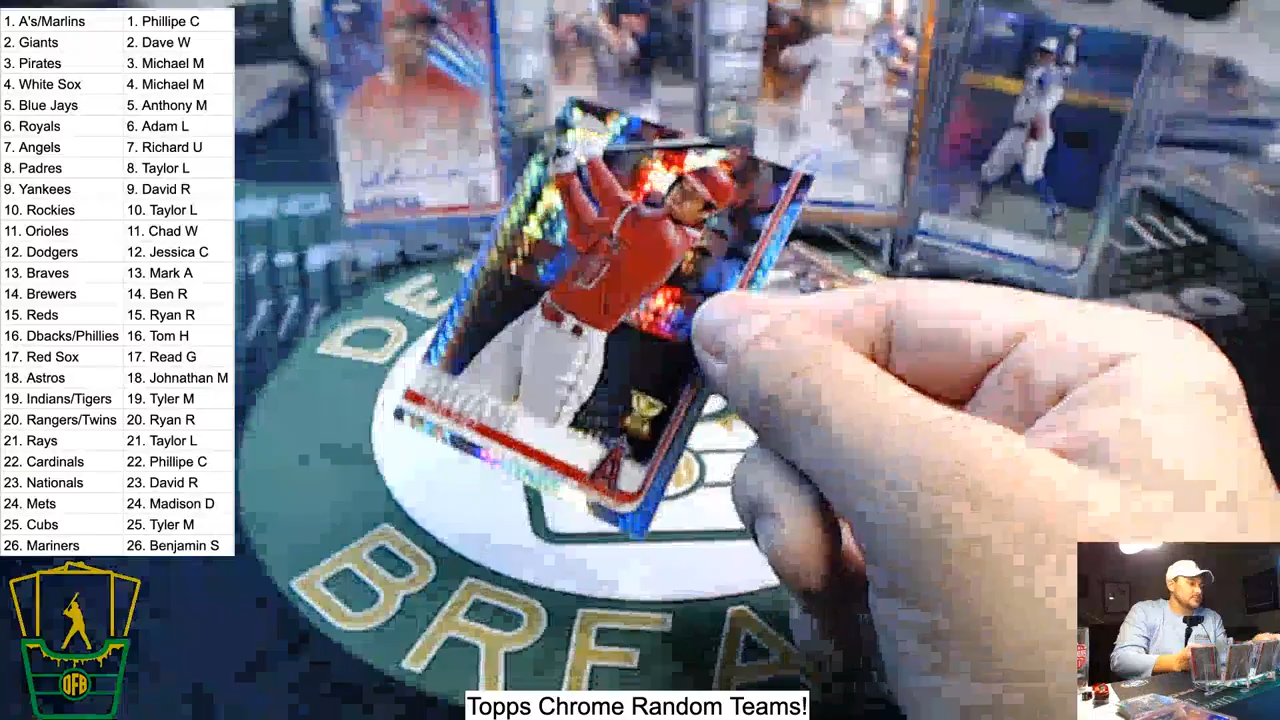 1. A's/Marlins 1. Phillipe C
2. Giants 2. Dave W
3. Pirates 3. Michael M
4. White Sox 4. Michael M
5. Blue Jays 5. Anthony M
6. Royals 6. Adam L
7. Angels 7. Richard U
8. Padres 8. Taylor L
9. Yankees 9. David R
10. Rockies 10. Taylor L
11. Orioles 11. Chad W
12. Dodgers 12. Jessica C
13. Braves 13. Mark A
14. Brewers 14. Ben R
15. Reds 15. Ryan R
16. Dbacks/Phillies 16. Tom H
17. Red Sox 17. Read G
18. Astros 18. Johnathan M
19. Indians/Tigers 19. Tyler M
20. Rangers/Twins 20. Ryan R
21. Rays 21. Taylor L
22. Cardinals 22. Phillipe C
23. Nationals 23. David R
24. Mets 24. Madison D
25. Cubs 25. Tyler M
26. Mariners 26. Benjamin S
DE
A
BREA
OFB
Topps Chrome Random Teams!